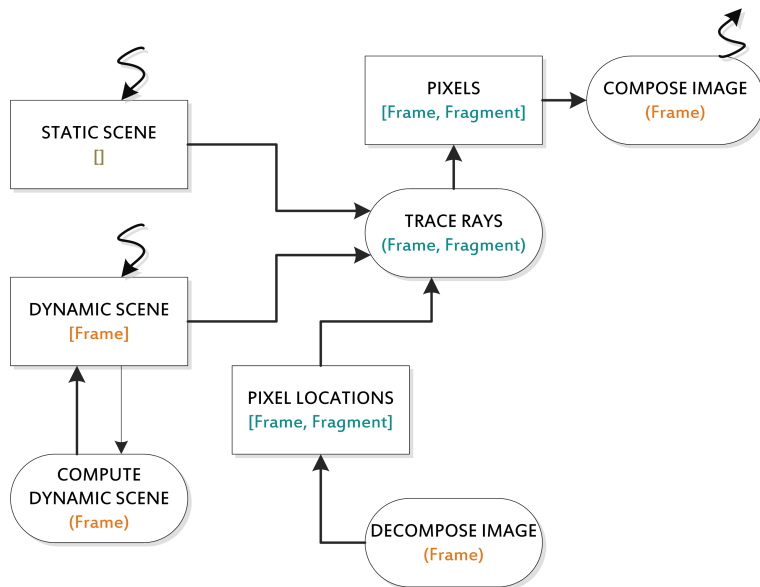 PIXELS
[Frame, Fragment]
COMPOSE IMAGE
(Frame)
STATIC SCENE
[]
TRACE RAYS
(Frame, Fragment)
DYNAMIC SCENE
[Frame]
PIXEL LOCATIONS
[Frame, Fragment]
COMPUTE
DYNAMIC SCENE
(Frame)
DECOMPOSE IMAGE
(Frame)